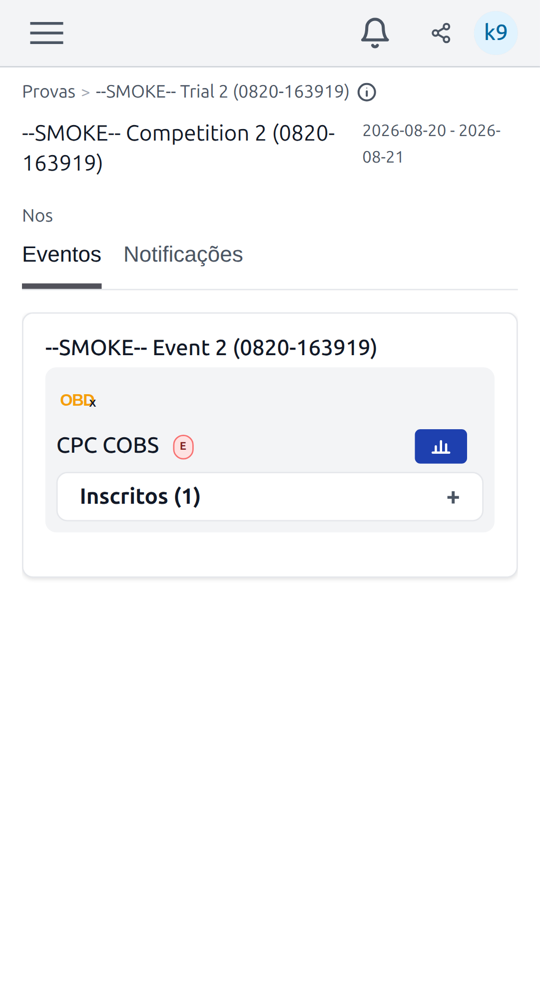 k9
Provas > --SMOKE-- Trial 2 (0820-163919)
--SMOKE-- Competition 2 (0820-
163919)
2026-08-20 - 2026-
08-21
Nos
Eventos Notificações
--SMOKE-- Event 2 (0820-163919)
OBDx
CPC COBS E
Inscritos (1) +